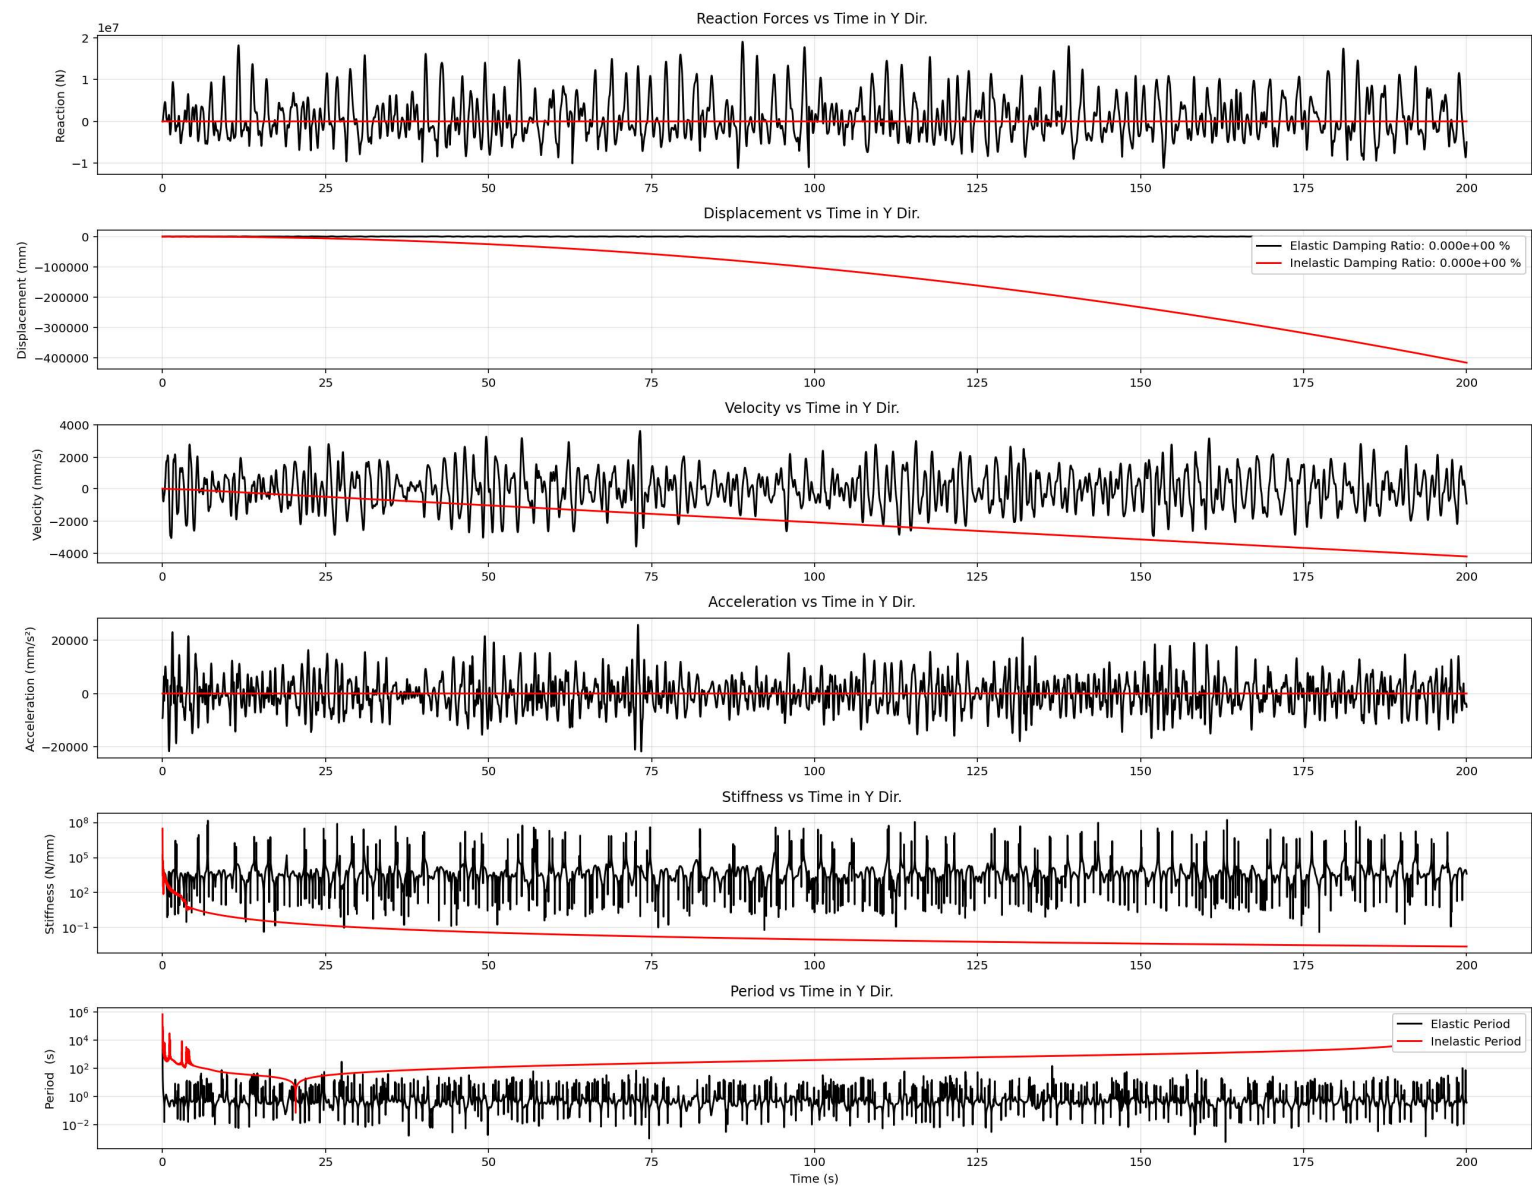 Reaction Forces vs Time in Y Dir.
1e7
Reaction (N)
2
1
0
−1
0 25 50 75 100 125 150 175 200
Displacement vs Time in Y Dir.
Displacement (mm)
0
−100000
−200000
−300000
−400000
Elastic Damping Ratio: 0.000e+00 %
Inelastic Damping Ratio: 0.000e+00 %
0 25 50 75 100 125 150 175 200
Velocity vs Time in Y Dir.
Velocity (mm/s)
4000
2000
0
−2000
−4000
0 25 50 75 100 125 150 175 200
Acceleration vs Time in Y Dir.
Acceleration (mm/s²)
20000
0
−20000
0 25 50 75 100 125 150 175 200
Stiffness vs Time in Y Dir.
Stiffness (N/mm)
10⁸
10⁵
10²
10⁻¹
0 25 50 75 100 125 150 175 200
Period vs Time in Y Dir.
Period (s)
10⁶
10⁴
10²
10⁰
10⁻²
Elastic Period
Inelastic Period
0 25 50 75 100 125 150 175 200
Time (s)